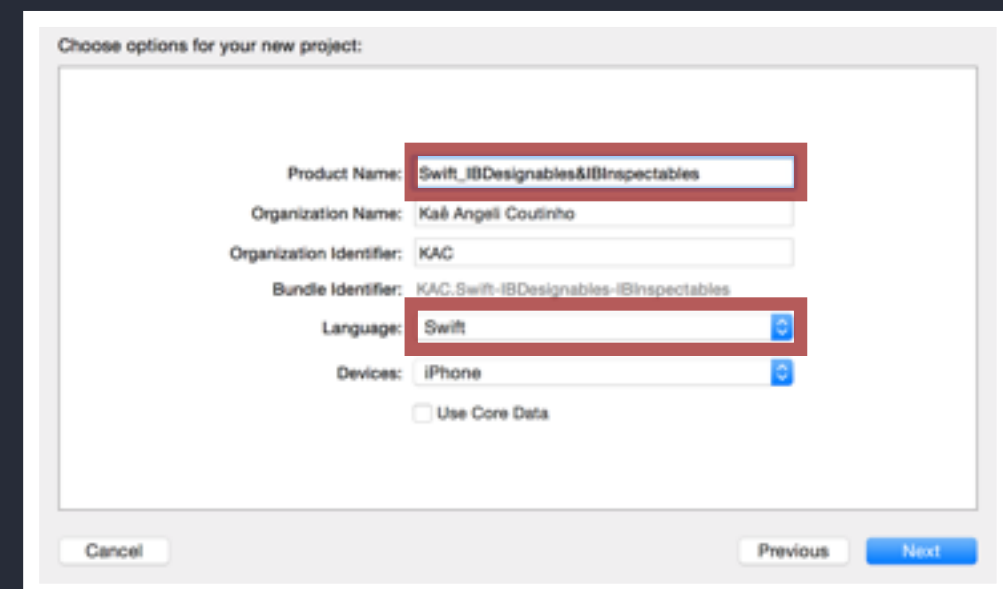 Choose options for your new project:
Product Name: Swift_IBDesignables&IBInspectables
Organization Name: Kaê Angeli Coutinho
Organization Identifier: KAC
Bundle Identifier: KAC.Swift-IBDesignables-IBInspectables
Language: Swift
Devices: iPhone
Use Core Data
Cancel Previous Next